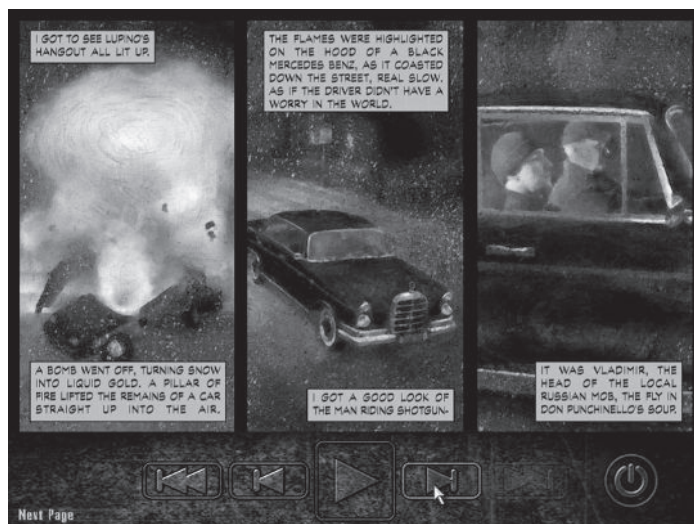 I GOT TO SEE LUPINO'S
HANGOUT ALL LIT UP.
A BOMB WENT OFF, TURNING SNOW
INTO LIQUID GOLD. A PILLAR OF
FIRE LIFTED THE REMAINS OF A CAR
STRAIGHT UP INTO THE AIR.
THE FLAMES WERE HIGHLIGHTED
ON THE HOOD OF A BLACK
MERCEDES BENZ, AS IT COASTED
DOWN THE STREET, REAL SLOW.
AS IF THE DRIVER DIDN'T HAVE A
WORRY IN THE WORLD.
I GOT A GOOD LOOK OF
THE MAN RIDING SHOTGUN-
IT WAS VLADIMIR, THE
HEAD OF THE LOCAL
RUSSIAN MOB, THE FLY IN
DON PUNCHINELLO'S SOUP.
Next Page